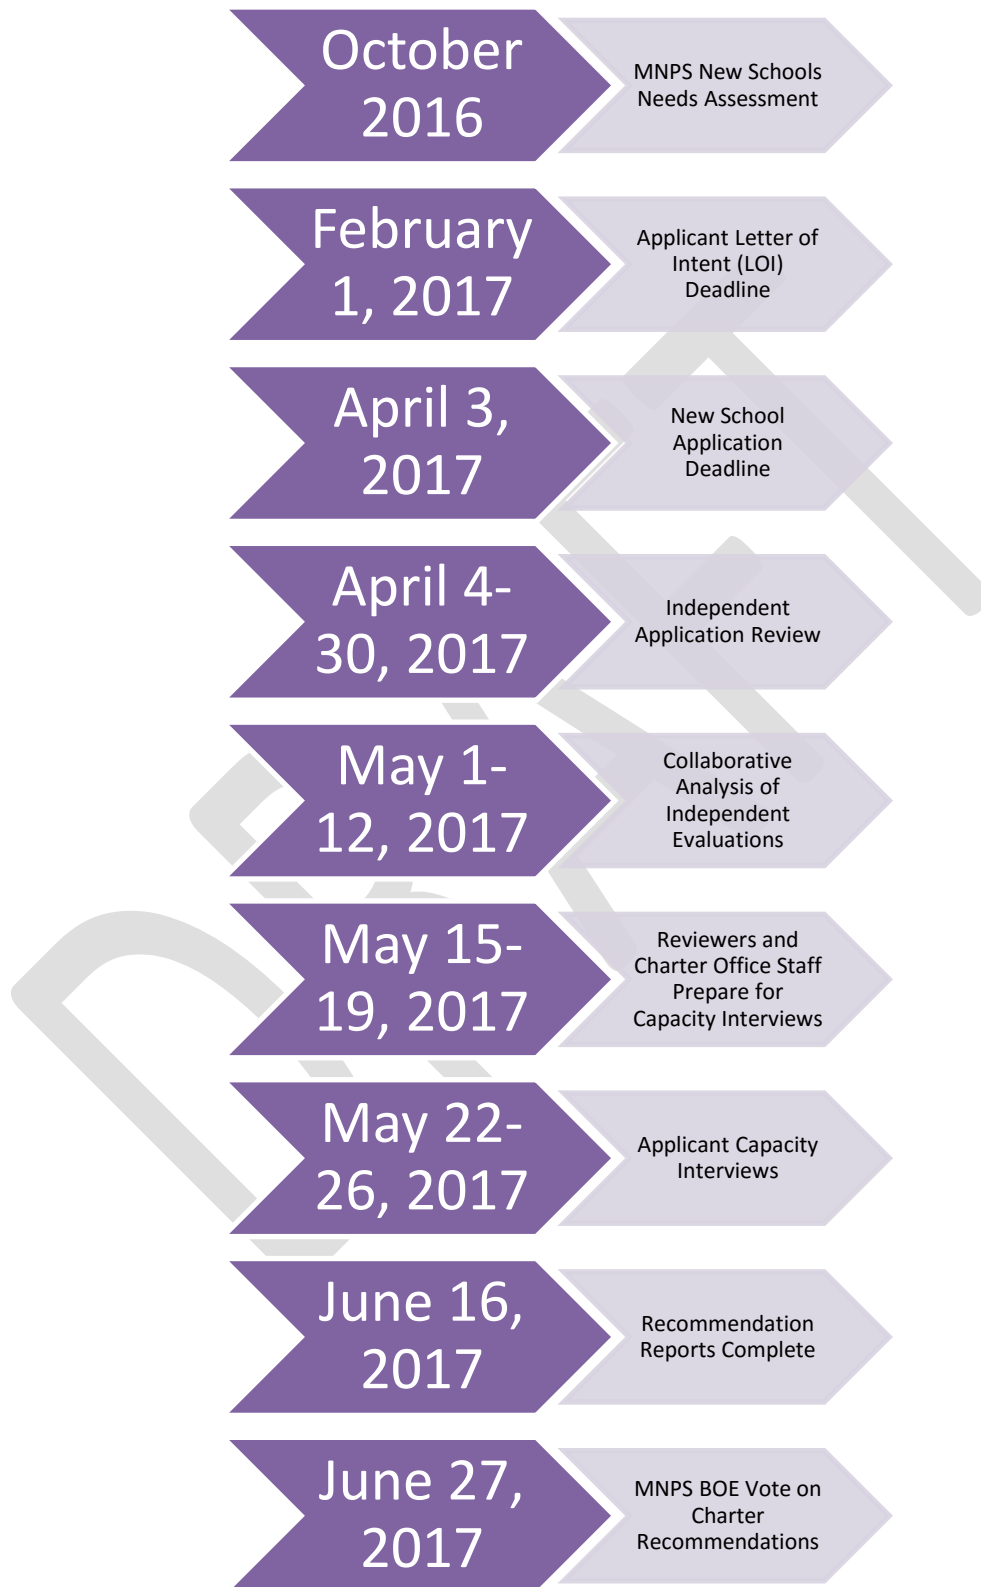 October
2016
MNPS New Schools
Needs Assessment
February
1, 2017
Applicant Letter of
Intent (LOI)
Deadline
April 3,
2017
New School
Application
Deadline
April 4-
30, 2017
Independent
Application Review
May 1-
12, 2017
Collaborative
Analysis of
Independent
Evaluations
May 15-
19, 2017
Reviewers and
Charter Office Staff
Prepare for
Capacity Interviews
May 22-
26, 2017
Applicant Capacity
Interviews
June 16,
2017
Recommendation
Reports Complete
June 27,
2017
MNPS BOE Vote on
Charter
Recommendations
DRAFT